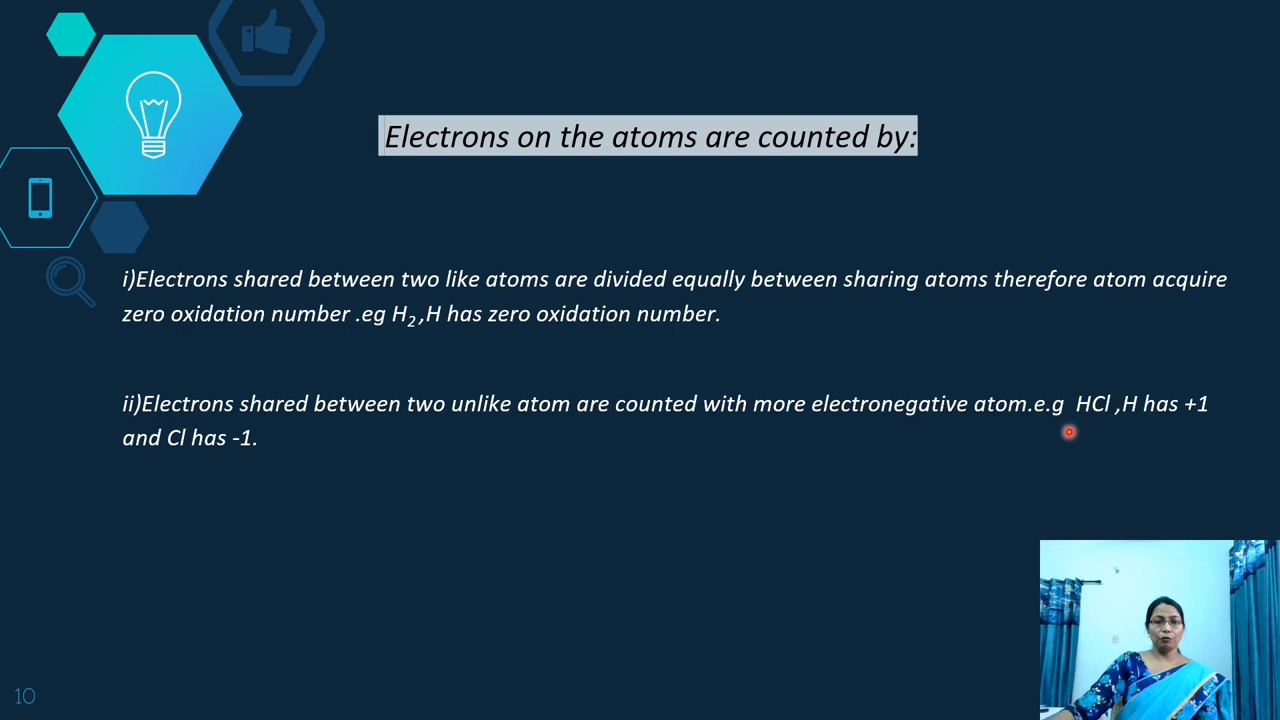 Electrons on the atoms are counted by:
i)Electrons shared between two like atoms are divided equally between sharing atoms therefore atom acquire
zero oxidation number .eg H₂,H has zero oxidation number.
ii)Electrons shared between two unlike atom are counted with more electronegative atom.e.g HCl ,H has +1
and Cl has -1.
10